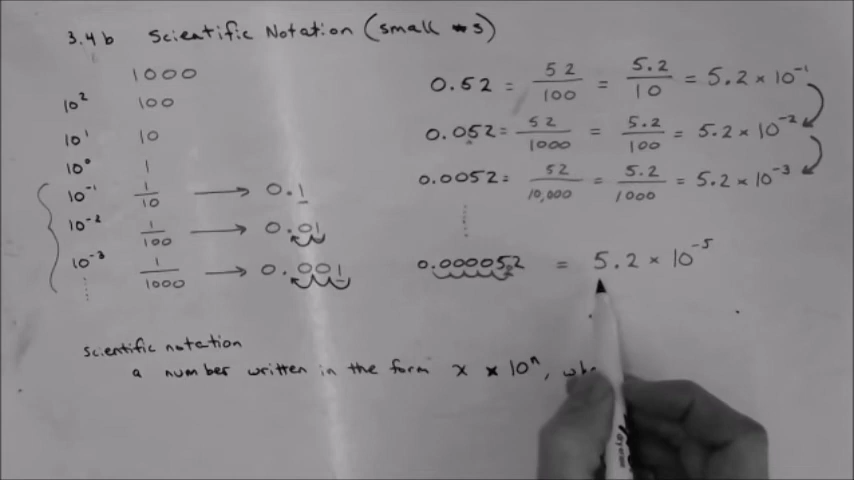 3.4b Scientific Notation (small #s)
1000
10² 100
10¹ 10
10⁰ 1
10⁻¹ 1/10 → 0.1
10⁻² 1/100 → 0.01
10⁻³ 1/1000 → 0.001
0.52 = 52/100 = 5.2/10 = 5.2 × 10⁻¹
0.052 = 52/1000 = 5.2/100 = 5.2 × 10⁻²
0.0052 = 52/10,000 = 5.2/1000 = 5.2 × 10⁻³
0.000052 = 5.2 × 10⁻⁵
scientific notation
a number written in the form x × 10ⁿ,